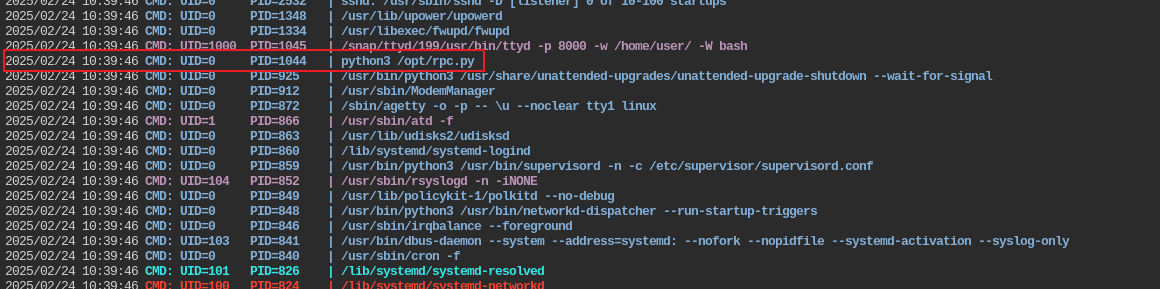 2025/02/24 10:39:46 CMD: UID=0 PID=2532 | sshd: /usr/sbin/sshd -D [listener] 0 of 10-100 startups
2025/02/24 10:39:46 CMD: UID=0 PID=1348 | /usr/lib/upower/upowerd
2025/02/24 10:39:46 CMD: UID=0 PID=1334 | /usr/libexec/fwupd/fwupd
2025/02/24 10:39:46 CMD: UID=1000 PID=1045 | /snap/ttyd/199/usr/bin/ttyd -p 8000 -w /home/user/ -W bash
2025/02/24 10:39:46 CMD: UID=0 PID=1044 | python3 /opt/rpc.py
2025/02/24 10:39:46 CMD: UID=0 PID=925 | /usr/bin/python3 /usr/share/unattended-upgrades/unattended-upgrade-shutdown --wait-for-signal
2025/02/24 10:39:46 CMD: UID=0 PID=912 | /usr/sbin/ModemManager
2025/02/24 10:39:46 CMD: UID=0 PID=872 | /sbin/agetty -o -p -- \u --noclear tty1 linux
2025/02/24 10:39:46 CMD: UID=1 PID=866 | /usr/sbin/atd -f
2025/02/24 10:39:46 CMD: UID=0 PID=863 | /usr/lib/udisks2/udisksd
2025/02/24 10:39:46 CMD: UID=0 PID=860 | /lib/systemd/systemd-logind
2025/02/24 10:39:46 CMD: UID=0 PID=859 | /usr/bin/python3 /usr/bin/supervisord -n -c /etc/supervisor/supervisord.conf
2025/02/24 10:39:46 CMD: UID=104 PID=852 | /usr/sbin/rsyslogd -n -iNONE
2025/02/24 10:39:46 CMD: UID=0 PID=849 | /usr/lib/policykit-1/polkitd --no-debug
2025/02/24 10:39:46 CMD: UID=0 PID=848 | /usr/bin/python3 /usr/bin/networkd-dispatcher --run-startup-triggers
2025/02/24 10:39:46 CMD: UID=0 PID=846 | /usr/sbin/irqbalance --foreground
2025/02/24 10:39:46 CMD: UID=103 PID=841 | /usr/bin/dbus-daemon --system --address=systemd: --nofork --nopidfile --systemd-activation --syslog-only
2025/02/24 10:39:46 CMD: UID=0 PID=840 | /usr/sbin/cron -f
2025/02/24 10:39:46 CMD: UID=101 PID=826 | /lib/systemd/systemd-resolved
2025/02/24 10:39:46 CMD: UID=100 PID=824 | /lib/systemd/systemd-networkd